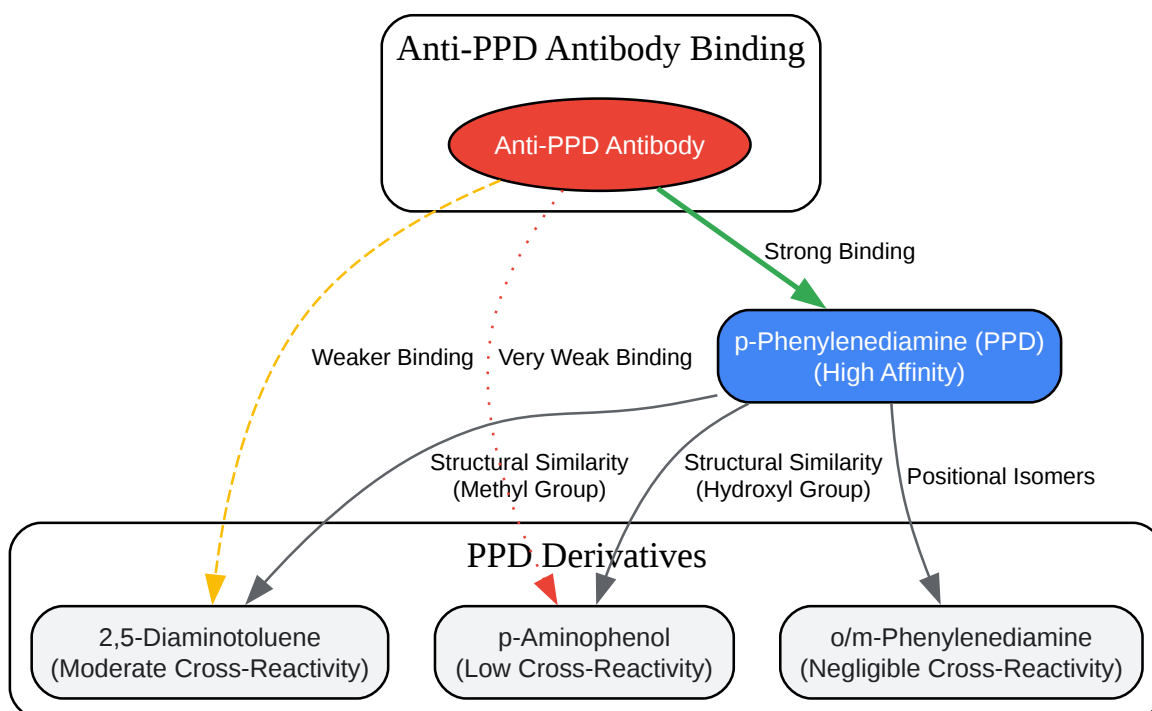 Anti-PPD Antibody Binding
Anti-PPD Antibody
Strong Binding
p-Phenylenediamine (PPD)
(High Affinity)
Weaker Binding
Very Weak Binding
Structural Similarity
(Methyl Group)
Structural Similarity
(Hydroxyl Group)
Positional Isomers
PPD Derivatives
2,5-Diaminotoluene
(Moderate Cross-Reactivity)
p-Aminophenol
(Low Cross-Reactivity)
o/m-Phenylenediamine
(Negligible Cross-Reactivity)